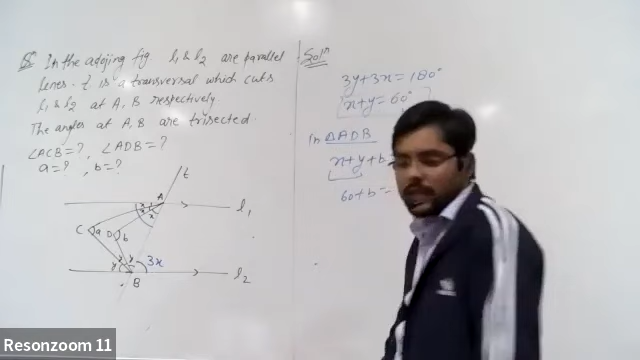 Q In the adjoing fig l1 & l2 are parallel
lines. t is a transversal which cuts
l1 & l2 at A, B respectively
The angles at A, B are trisected.
∠ACB=?, ∠ADB=?
a=? , b=?
t
A
x
x
x
l1
C
a
D
b
y
y
y
3x
l2
B
Soln
3y+3x=180°
x+y=60°
In ΔADB
x+y+b
60+b=
Resonzoom 11